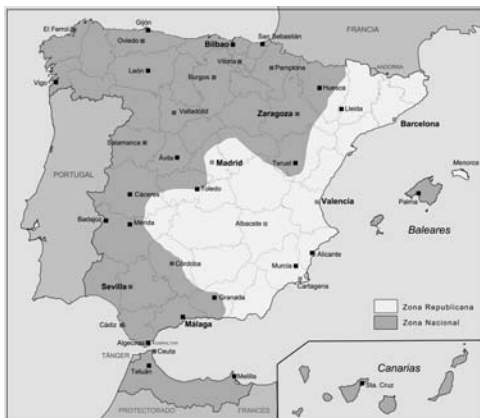 El Ferrol
Gijón
Oviedo
Bilbao
San Sebastián
FRANCIA
León
Vitoria
Pamplona
ANDORRA
Vigo
Burgos
Huesca
Lleida
Valladolid
Zaragoza
Barcelona
Salamanca
Ávila
Madrid
Teruel
Menorca
PORTUGAL
Cáceres
Toledo
Valencia
Palma
Badajoz
Mérida
Albacete
Baleares
Alicante
Murcia
Córdoba
Cartagena
Sevilla
Granada
Zona Republicana
Zona Nacional
Cádiz
Málaga
Algeciras
TÁNGER
Ceuta
Tetuán
Melilla
Canarias
Sta. Cruz
PROTECTORADO
FRANCÉS